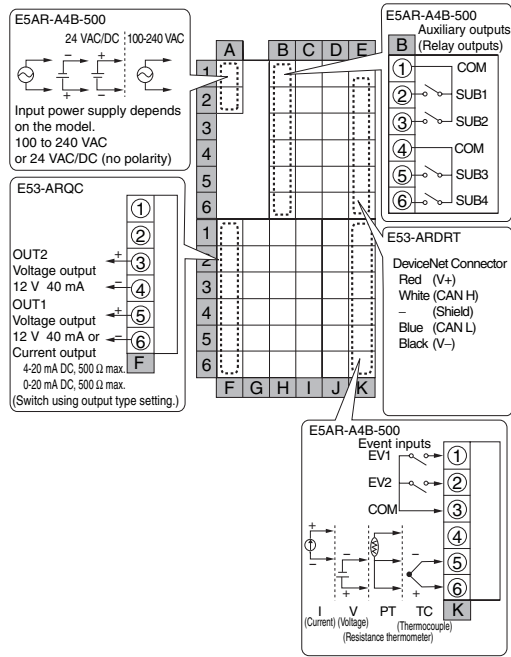 E5AR-A4B-500
24 VAC/DC 100-240 VAC
+ −
− +
Input power supply depends
on the model.
100 to 240 VAC
or 24 VAC/DC (no polarity)
A B C D E
1
2
3
4
5
6
1
2
3
4
5
6
F G H I J K
E5AR-A4B-500
Auxiliary outputs
(Relay outputs)
B
1 COM
2 SUB1
3 SUB2
4 COM
5 SUB3
6 SUB4
E53-ARQC
1
2
OUT2
Voltage output
12 V 40 mA
+ 3
− 4
OUT1
Voltage output
12 V 40 mA or
Current output
4-20 mA DC, 500 Ω max.
0-20 mA DC, 500 Ω max.
+ 5
− 6
F
(Switch using output type setting.)
E53-ARDRT
DeviceNet Connector
Red (V+)
White (CAN H)
– (Shield)
Blue (CAN L)
Black (V–)
E5AR-A4B-500
Event inputs
EV1 1
EV2 2
COM 3
4
5
6
K
+
−
−
+
−
+
I V PT TC
(Current) (Voltage)
(Resistance thermometer)
(Thermocouple)